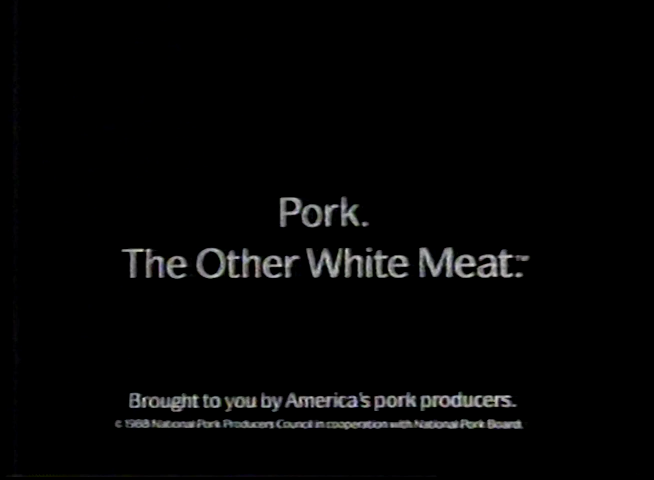 Pork.
The Other White Meat.™
Brought to you by America's pork producers.
© 1988 National Pork Producers Council in cooperation with National Pork Board.